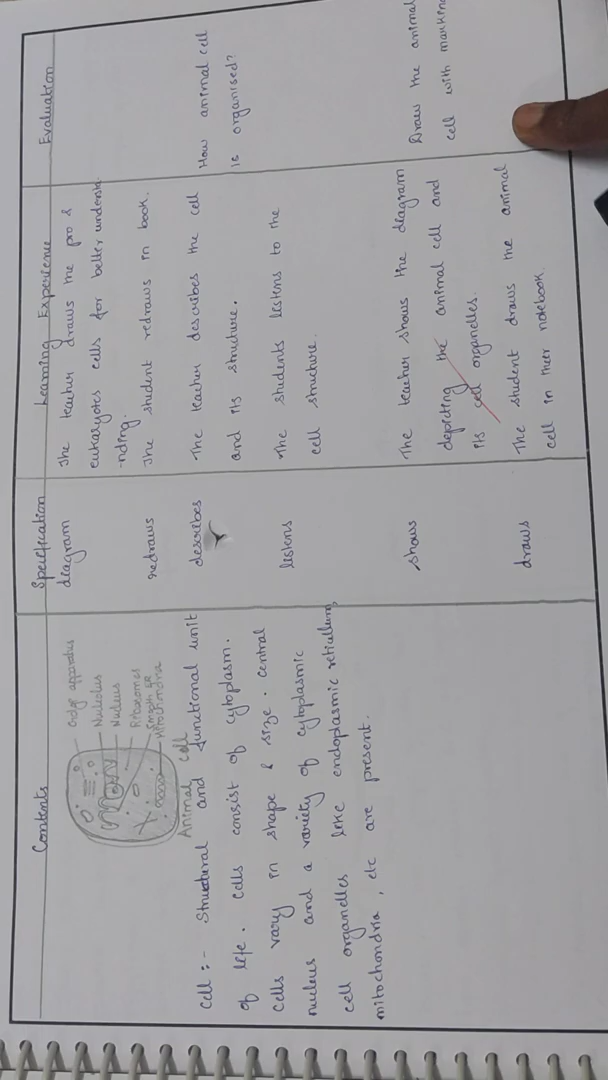 Contents
Golgi apparatus
Nucleolus
Nucleus
Ribosomes
Smooth ER
Mitochondria
Animal Cell
Cell :- Structural and functional unit
of life. Cells consist of cytoplasm.
Cells vary in shape & size. Central
nucleus and a variety of cytoplasmic
cell organelles like endoplasmic reticullum,
mitochondria, etc are present.
Specification
diagram
redraws
describes
listens
shows
draws
Learning Experience
The teacher draws the pro &
eukaryotes cells for better understa
-nding.
The student redraws in book.
The teacher describes the cell
and its structure.
The students listens to the
cell structure.
The teacher shows the diagram
depicting the animal cell and
its cell organelles.
The student draws the animal
cell in their notebook
Evaluation
How animal cell
is organised?
Draw the animal
cell with